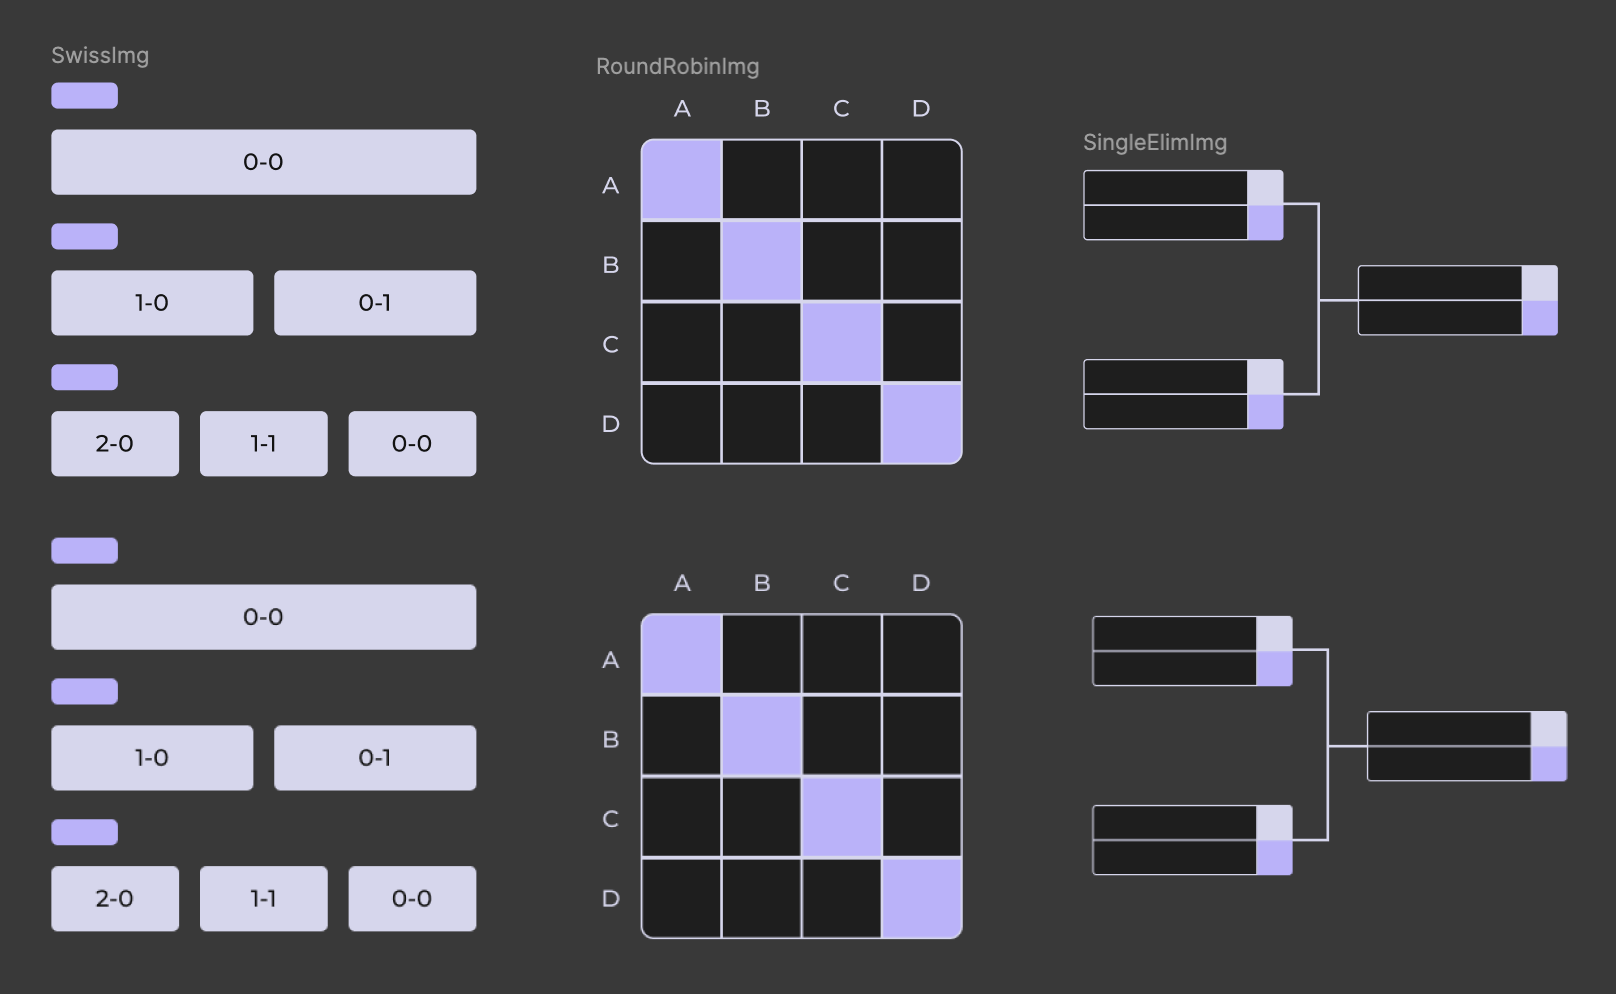 SwissImg
0-0
1-0 0-1
2-0 1-1 0-0
0-0
1-0 0-1
2-0 1-1 0-0
RoundRobinImg
A B C D
A
B
C
D
A B C D
A
B
C
D
SingleElimImg